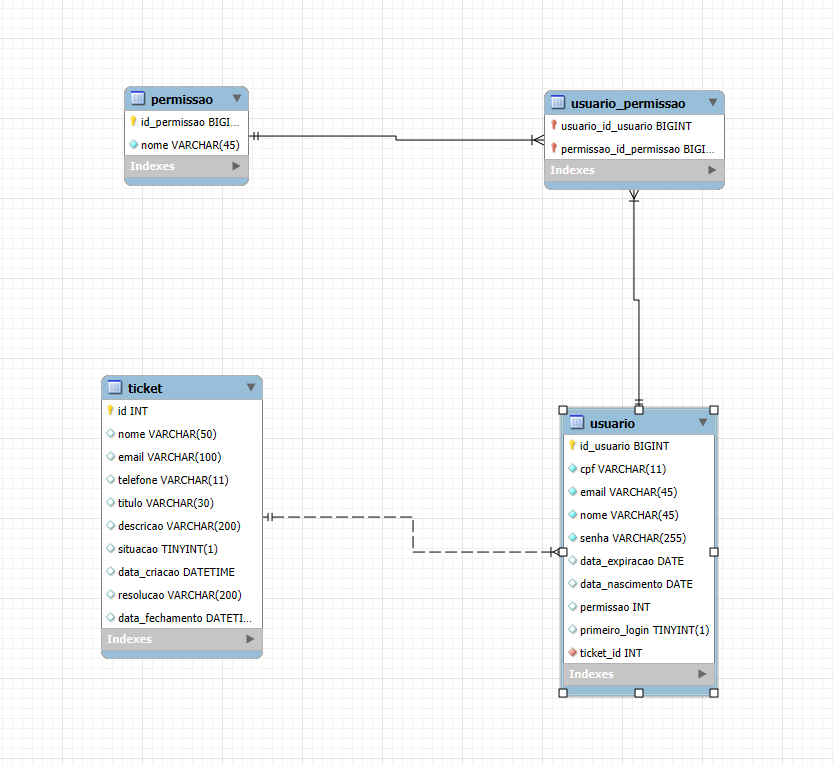 permissao
id_permissao BIGI...
nome VARCHAR(45)
Indexes
usuario_permissao
usuario_id_usuario BIGINT
permissao_id_permissao BIGI...
Indexes
ticket
id INT
nome VARCHAR(50)
email VARCHAR(100)
telefone VARCHAR(11)
titulo VARCHAR(30)
descricao VARCHAR(200)
situacao TINYINT(1)
data_criacao DATETIME
resolucao VARCHAR(200)
data_fechamento DATETI...
Indexes
usuario
id_usuario BIGINT
cpf VARCHAR(11)
email VARCHAR(45)
nome VARCHAR(45)
senha VARCHAR(255)
data_expiracao DATE
data_nascimento DATE
permissao INT
primeiro_login TINYINT(1)
ticket_id INT
Indexes